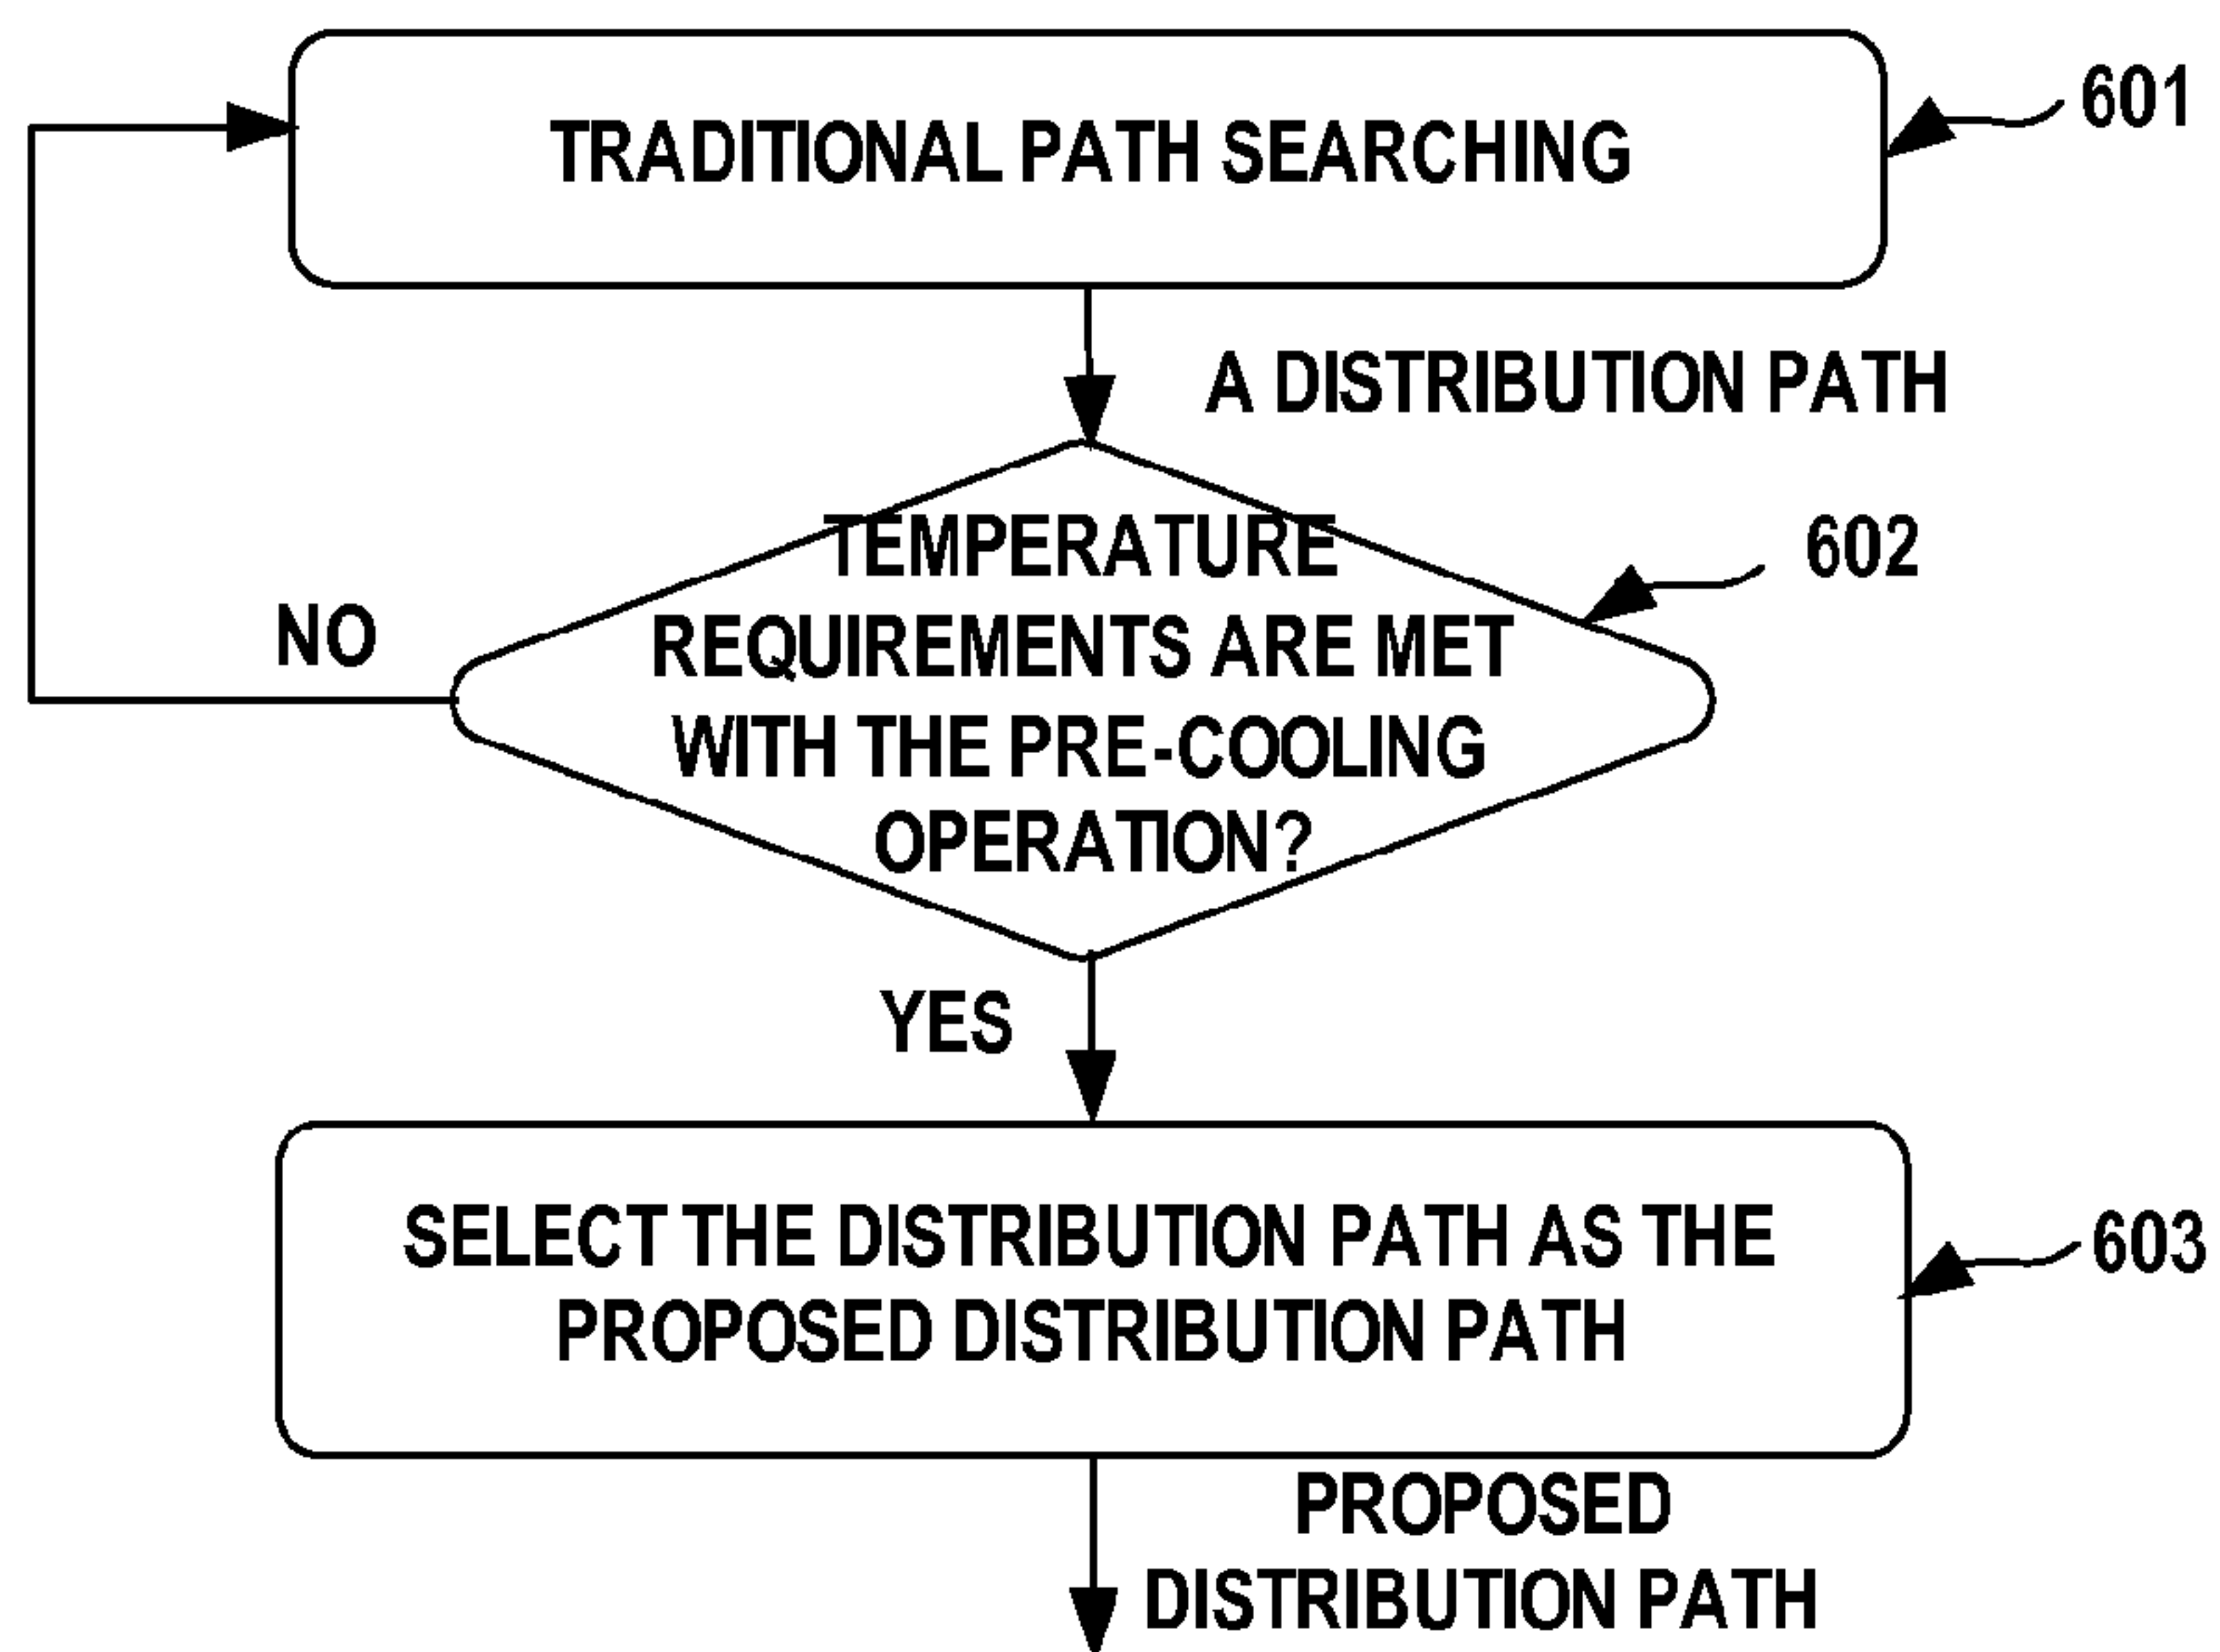 TRADITIONAL PATH SEARCHING
601
A DISTRIBUTION PATH
TEMPERATURE
REQUIREMENTS ARE MET
WITH THE PRE-COOLING
OPERATION?
602
NO
YES
SELECT THE DISTRIBUTION PATH AS THE
PROPOSED DISTRIBUTION PATH
603
PROPOSED
DISTRIBUTION PATH